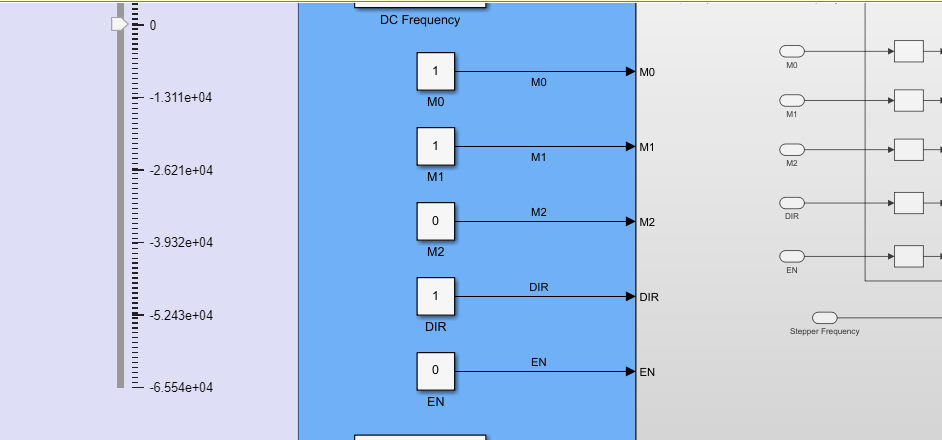 DC Frequency
0
-1.311e+04
-2.621e+04
-3.932e+04
-5.243e+04
-6.554e+04
1
M0
M0
M0
1
M1
M1
M1
0
M2
M2
M2
1
DIR
DIR
DIR
0
EN
EN
EN
M0
M1
M2
DIR
EN
Stepper Frequency